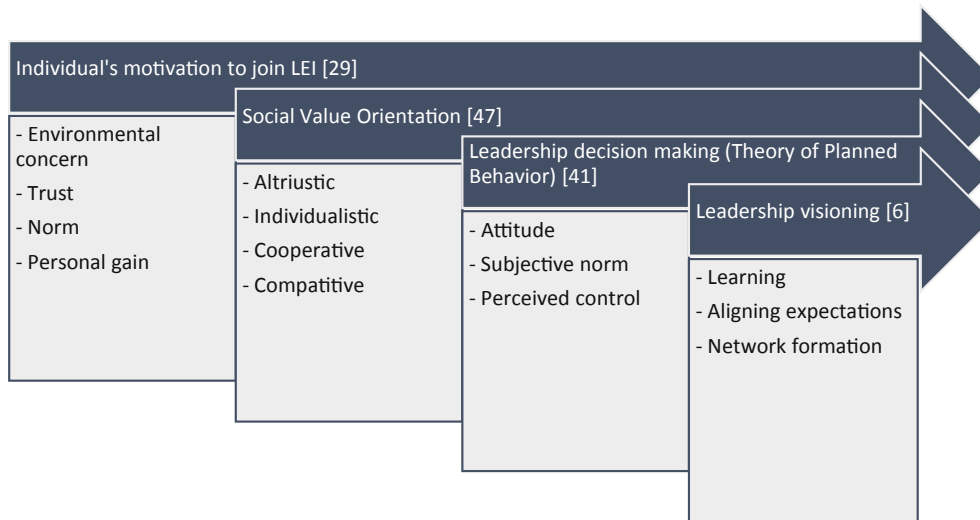 Individual's motivation to join LEI [29]
- Environmental
concern
- Trust
- Norm
- Personal gain
Social Value Orientation [47]
- Altriustic
- Individualistic
- Cooperative
- Compatitive
Leadership decision making (Theory of Planned
Behavior) [41]
- Attitude
- Subjective norm
- Perceived control
Leadership visioning [6]
- Learning
- Aligning expectations
- Network formation